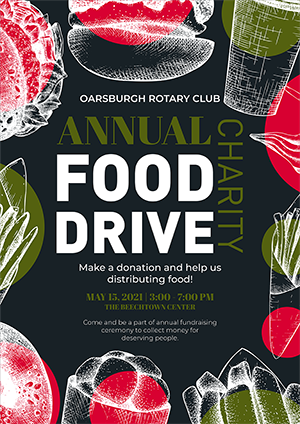 OARSBURGH ROTARY CLUB
ANNUAL
CHARITY
FOOD
DRIVE
Make a donation and help us
distributing food!
MAY 15, 2021 | 3:00 - 7:00 PM
THE BEECHTOWN CENTER
Come and be a part of annual fundraising
ceremony to collect money for
deserving people.